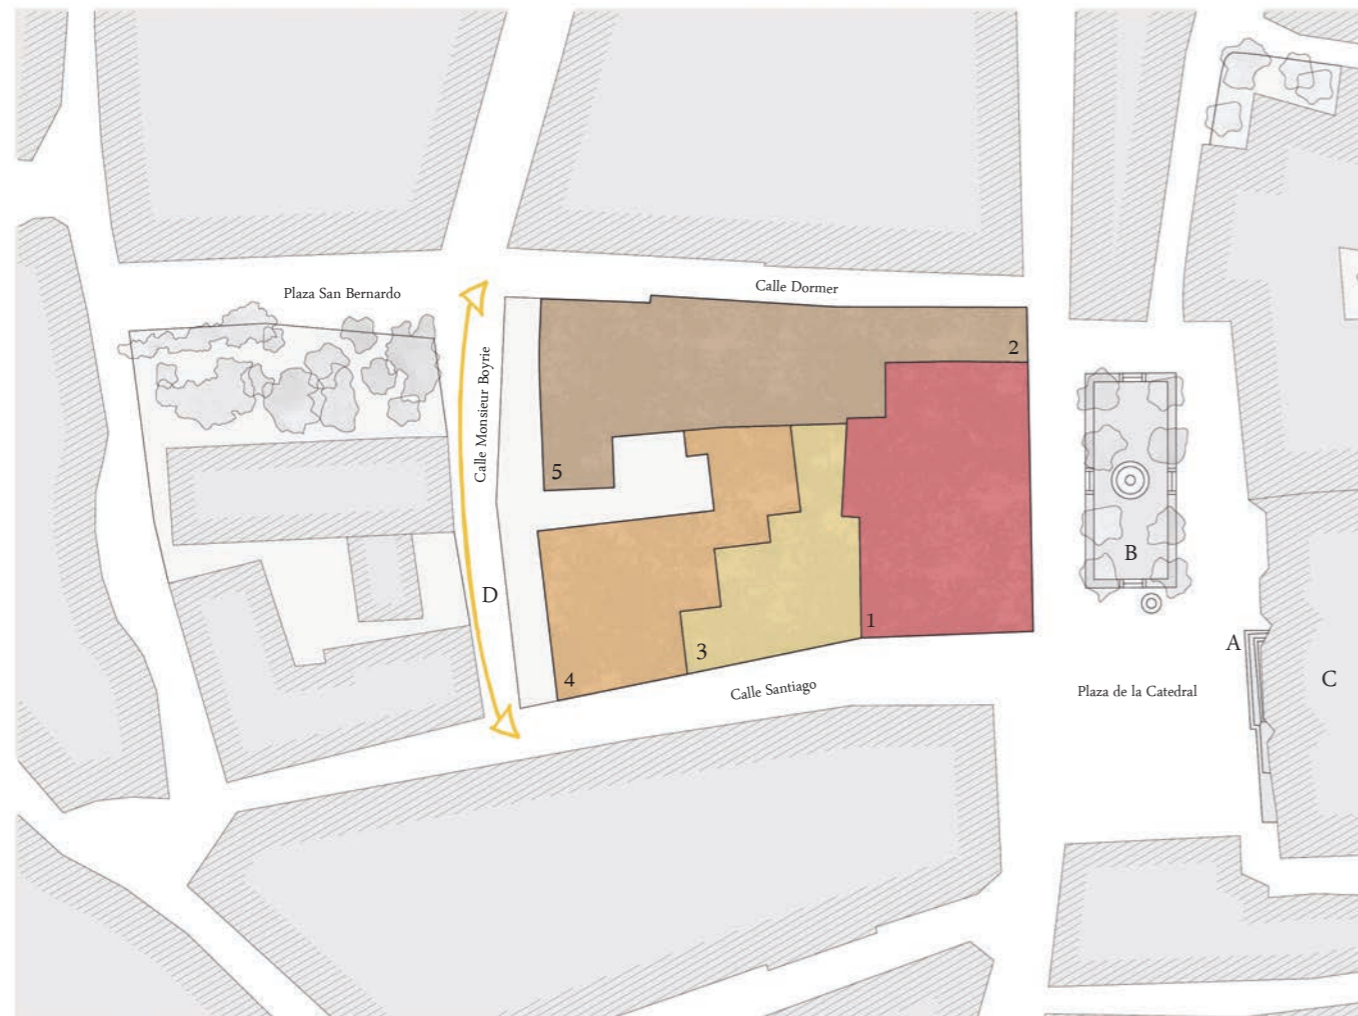 Plaza San Bernardo
Calle Dormer
Calle Monsieur Boyrie
2
5
B
D
1
A
3
4
C
Calle Santiago
Plaza de la Catedral